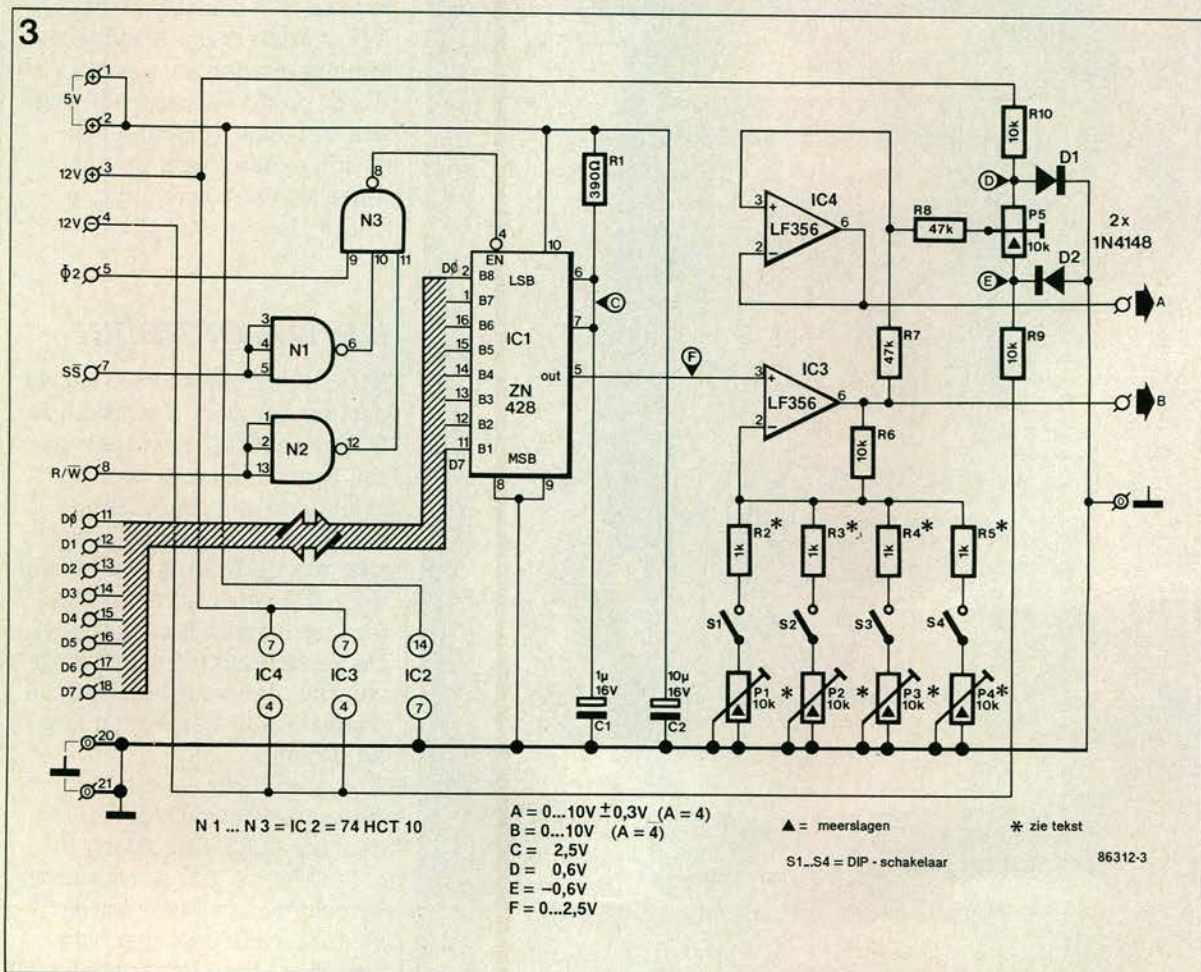 3
1
5V
2
12V 3
12V 4
Φ2 5
SS 7
R/W 8
D0 11
D1 12
D2 13
D3 14
D4 15
D5 16
D6 17
D7 18
20
21
8
N3
9 10 11
3
4
5
N1
6
1
2
13
N2
12
4
EN
10
D0
2 B8 LSB 6
1 B7
16 B6 7
15 B5 IC1
14 B4 out 5
13 B3 ZN
12 B2 428
11 B1
D7 MSB
8 9
R1
390Ω
C
F
3 + IC4
LF356 6
2 −
R8
47k
R10
10k
D
D1
P5
10k
2x
1N4148
E
D2
A
R7
47k
R9
10k
3 + IC3
LF356 6
2 −
B
R6
10k
R2* 1k
R3* 1k
R4* 1k
R5* 1k
S1
S2
S3
S4
P1
10k
* P2
10k
* P3
10k
* P4*
10k
7
7
14
IC4
IC3
IC2
4
4
7
1μ
16V
C1
10μ
16V
C2
N 1 ... N 3 = IC 2 = 74 HCT 10
A = 0...10V ±0,3V (A = 4)
B = 0...10V (A = 4)
C = 2,5V
D = 0,6V
E = −0,6V
F = 0...2,5V
▲ = meerslagen
* zie tekst
S1...S4 = DIP - schakelaar
86312-3